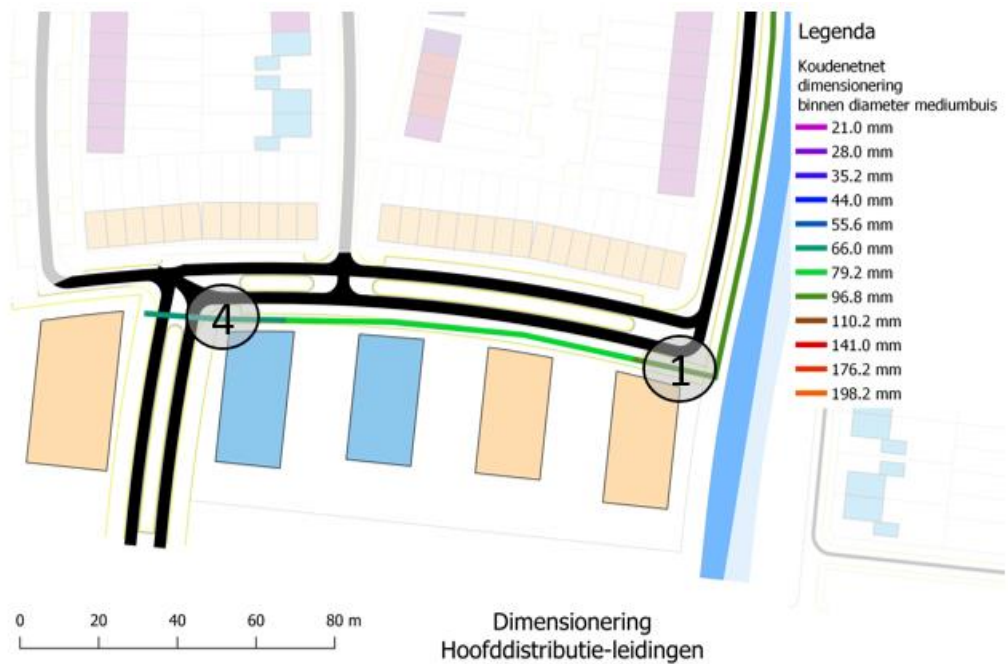 Legenda
Koudenetnet
dimensionering
binnen diameter mediumbuis
21.0 mm
28.0 mm
35.2 mm
44.0 mm
55.6 mm
66.0 mm
79.2 mm
96.8 mm
110.2 mm
141.0 mm
176.2 mm
198.2 mm
4
1
0 20 40 60 80 m
Dimensionering
Hoofddistributie-leidingen